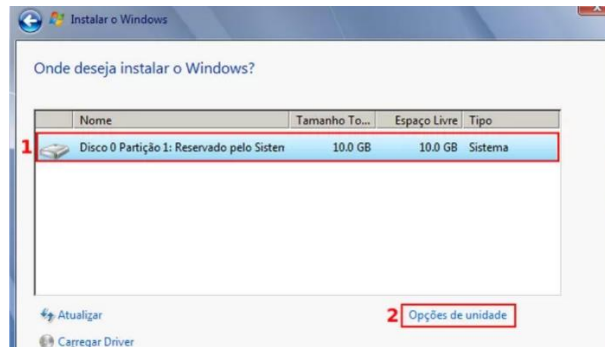 Instalar o Windows
Onde deseja instalar o Windows?
Nome Tamanho To... Espaço Livre Tipo
1 Disco 0 Partição 1: Reservado pelo Sisten 10.0 GB 10.0 GB Sistema
Atualizar 2 Opções de unidade
Carregar Driver